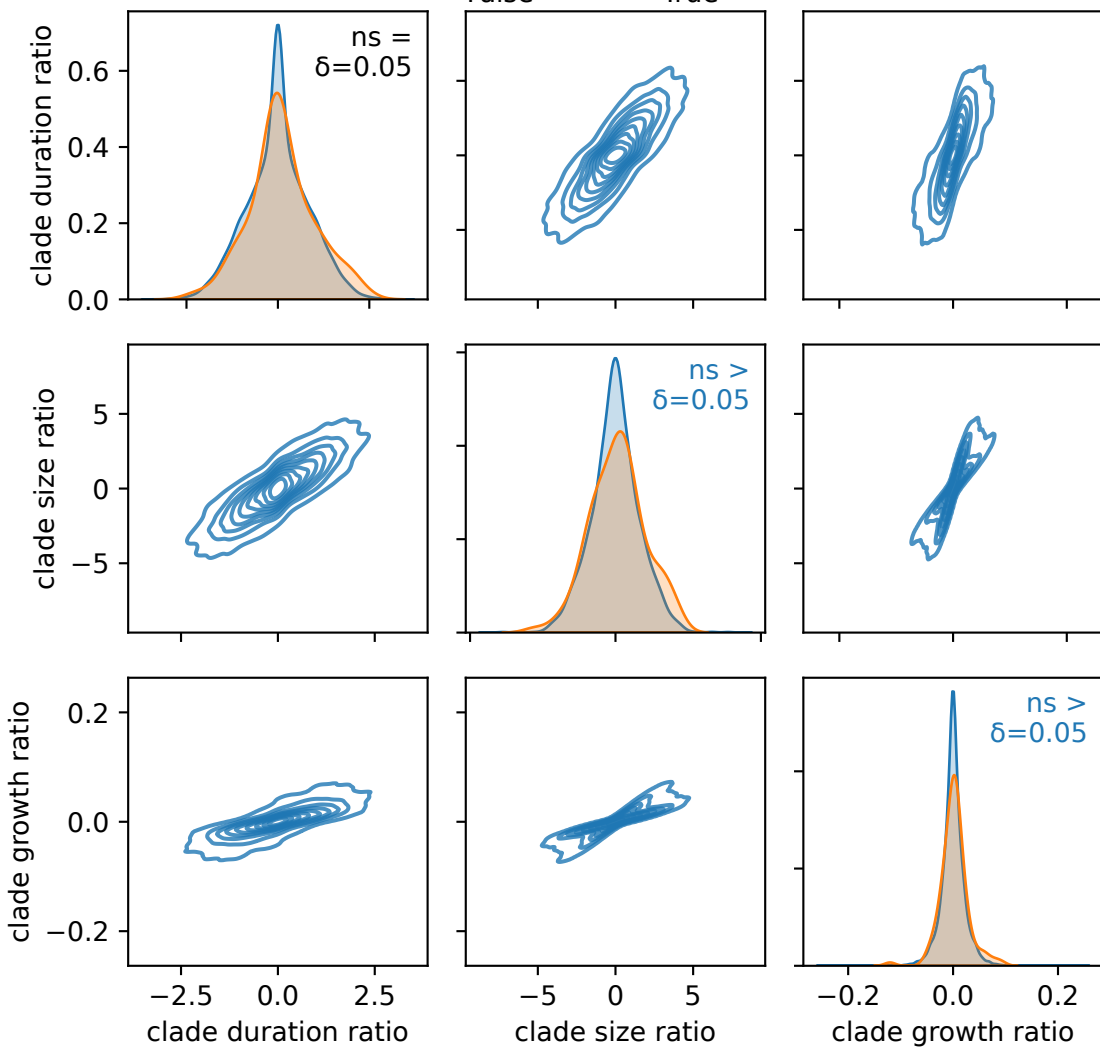 clade duration ratio
0.6
0.4
0.2
0.0
ns =
δ=0.05
clade size ratio
5
0
−5
ns >
δ=0.05
clade growth ratio
0.2
0.0
−0.2
ns >
δ=0.05
−2.5 0.0 2.5
−5 0 5
−0.2 0.0 0.2
clade duration ratio
clade size ratio
clade growth ratio